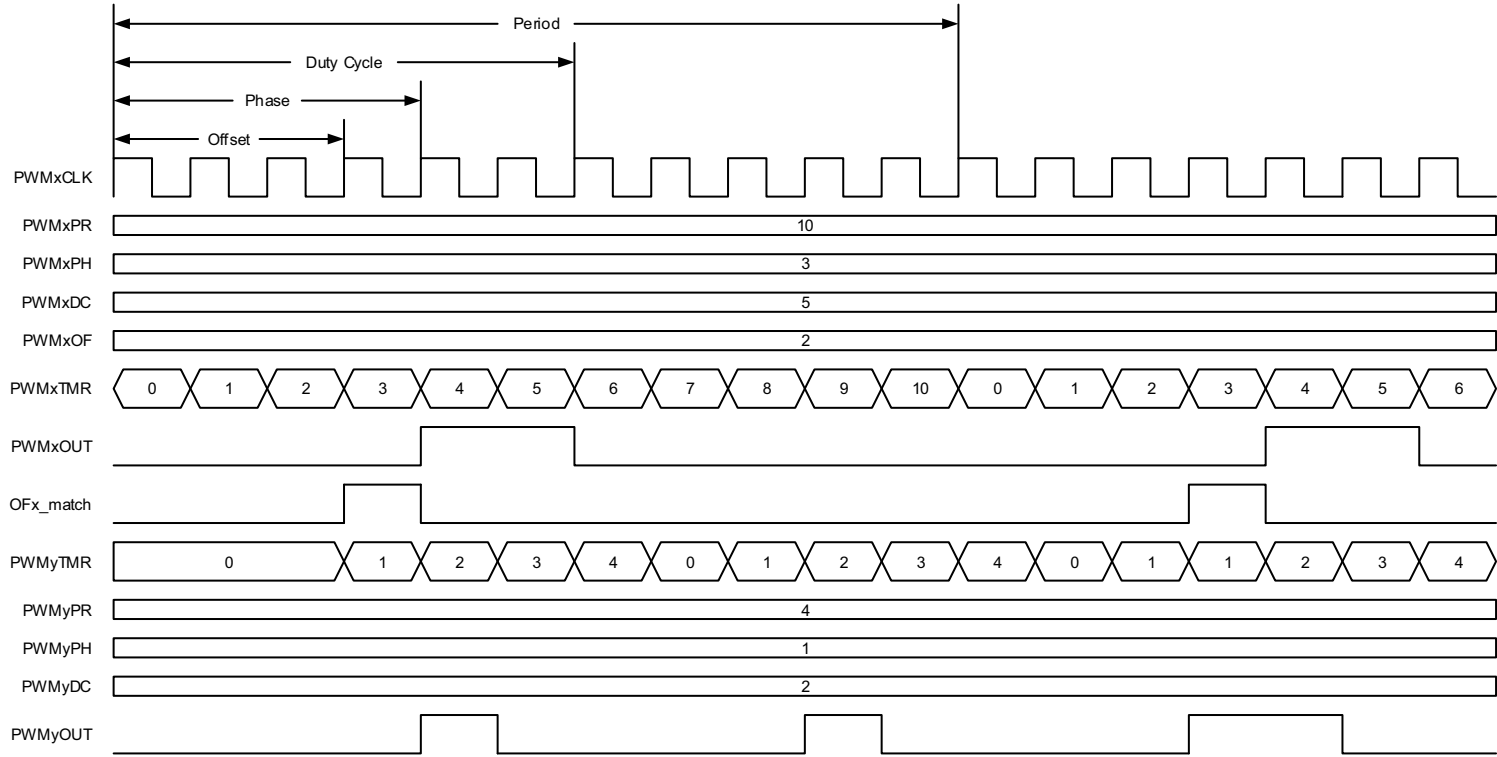 Period
Duty Cycle
Phase
Offset
PWMxCLK
PWMxPR 10
PWMxPH 3
PWMxDC 5
PWMxOF 2
PWMxTMR 0 1 2 3 4 5 6 7 8 9 10 0 1 2 3 4 5 6
PWMxOUT
OFx_match
PWMyTMR 0 1 2 3 4 0 1 2 3 4 0 1 1 2 3 4
PWMyPR 4
PWMyPH 1
PWMyDC 2
PWMyOUT